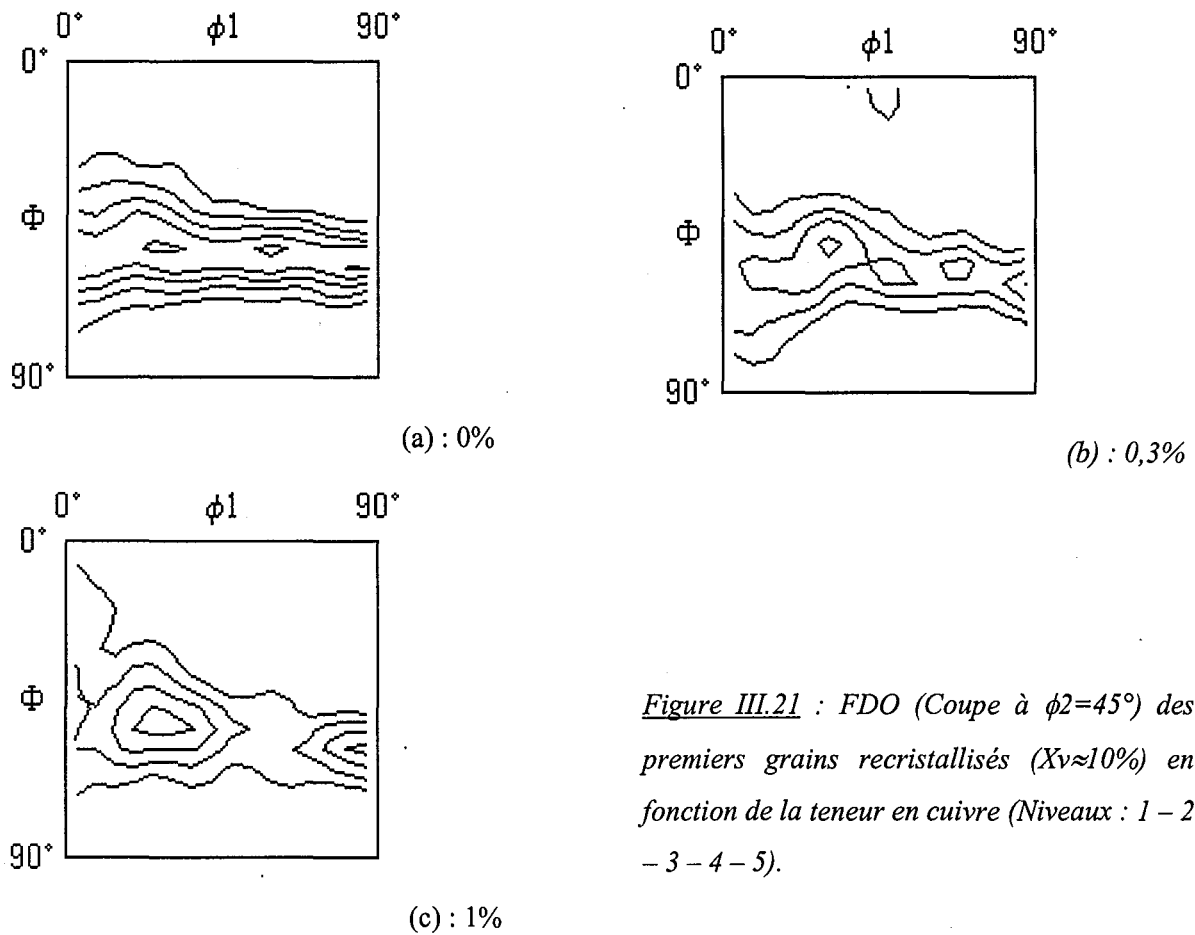 0° ϕ1 90°
0°
Φ
90°
(a) : 0%
0° ϕ1 90°
0°
Φ
90°
(b) : 0,3%
0° ϕ1 90°
0°
Φ
90°
(c) : 1%
Figure III.21 : FDO (Coupe à ϕ2=45°) des
premiers grains recristallisés (Xv≈10%) en
fonction de la teneur en cuivre (Niveaux : 1 – 2
– 3 – 4 – 5).